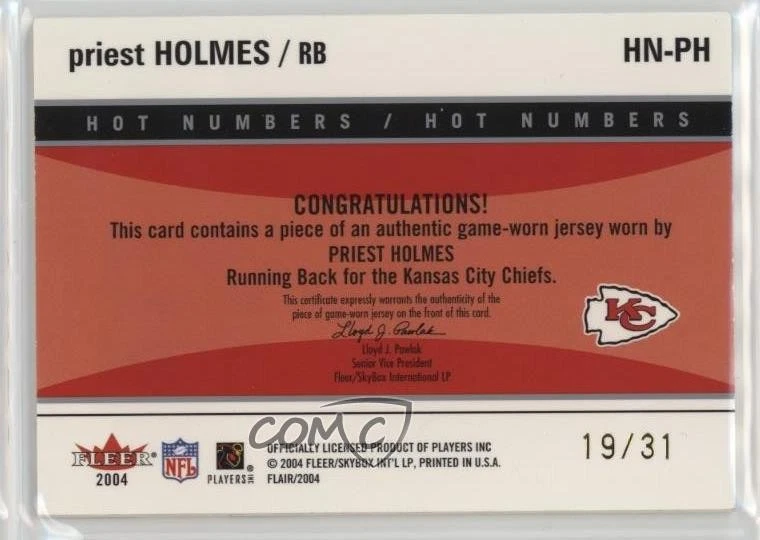 priest HOLMES / RB
HN-PH
HOT NUMBERS / HOT NUMBERS
CONGRATULATIONS!
This card contains a piece of an authentic game-worn jersey worn by
PRIEST HOLMES
Running Back for the Kansas City Chiefs.
This certificate expressly warrants the authenticity of the
piece of game-worn jersey on the front of this card.
Lloyd J. Pawlak
Lloyd J. Pawlak
Senior Vice President
Fleer/SkyBox International LP
KC
COMC
FLEER
2004
NFL
PLAYERS INC
OFFICIALLY LICENSED PRODUCT OF PLAYERS INC
© 2004 FLEER/SKYBOX INT'L LP, PRINTED IN U.S.A.
FLAIR/2004
19/31